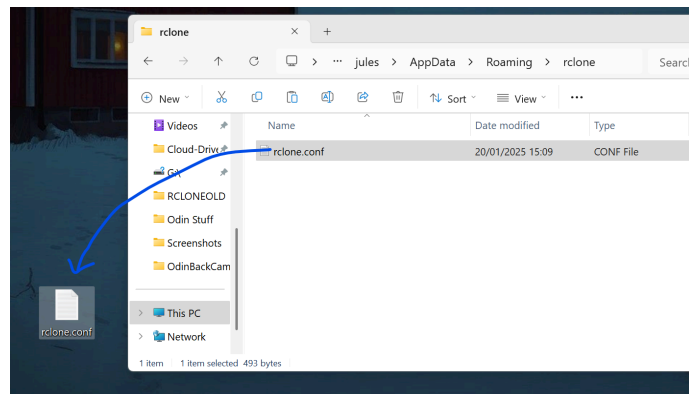 rclone
jules > AppData > Roaming > rclone
Searc
New
Sort
View
Name
Date modified
Type
Videos
Cloud-Drive
rclone.conf
20/01/2025 15:09
CONF File
G:\
RCLONEOLD
Odin Stuff
Screenshots
OdinBackCam
This PC
Network
rclone.conf
1 item
1 item selected 493 bytes